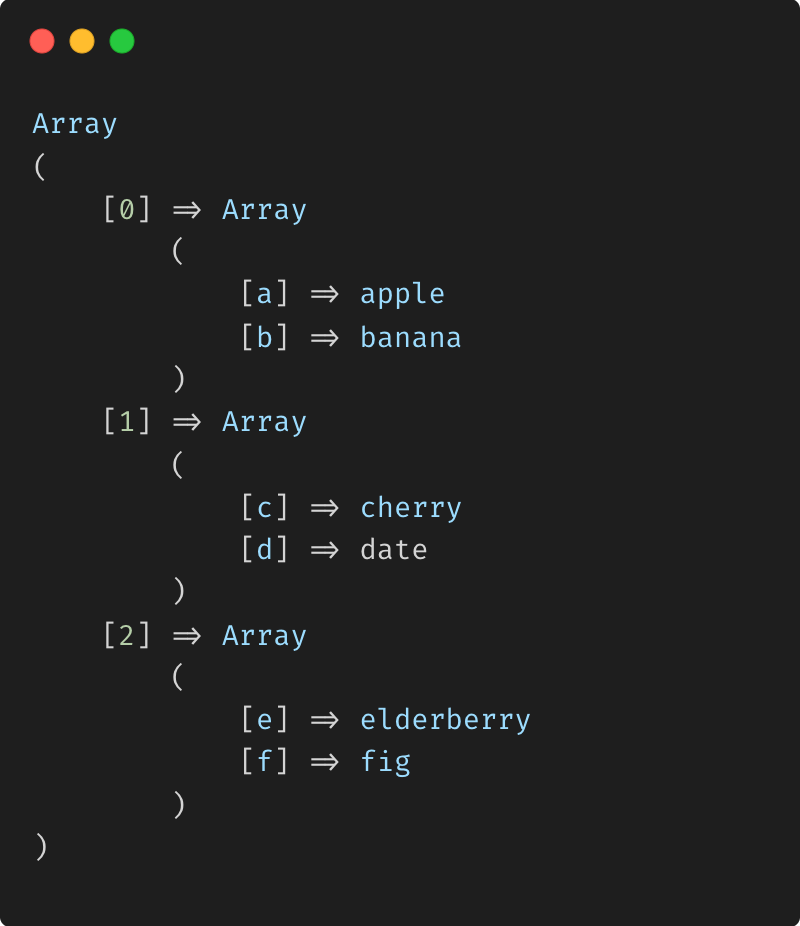 Array
(
    [0] => Array
        (
            [a] => apple
            [b] => banana
        )
    [1] => Array
        (
            [c] => cherry
            [d] => date
        )
    [2] => Array
        (
            [e] => elderberry
            [f] => fig
        )
)